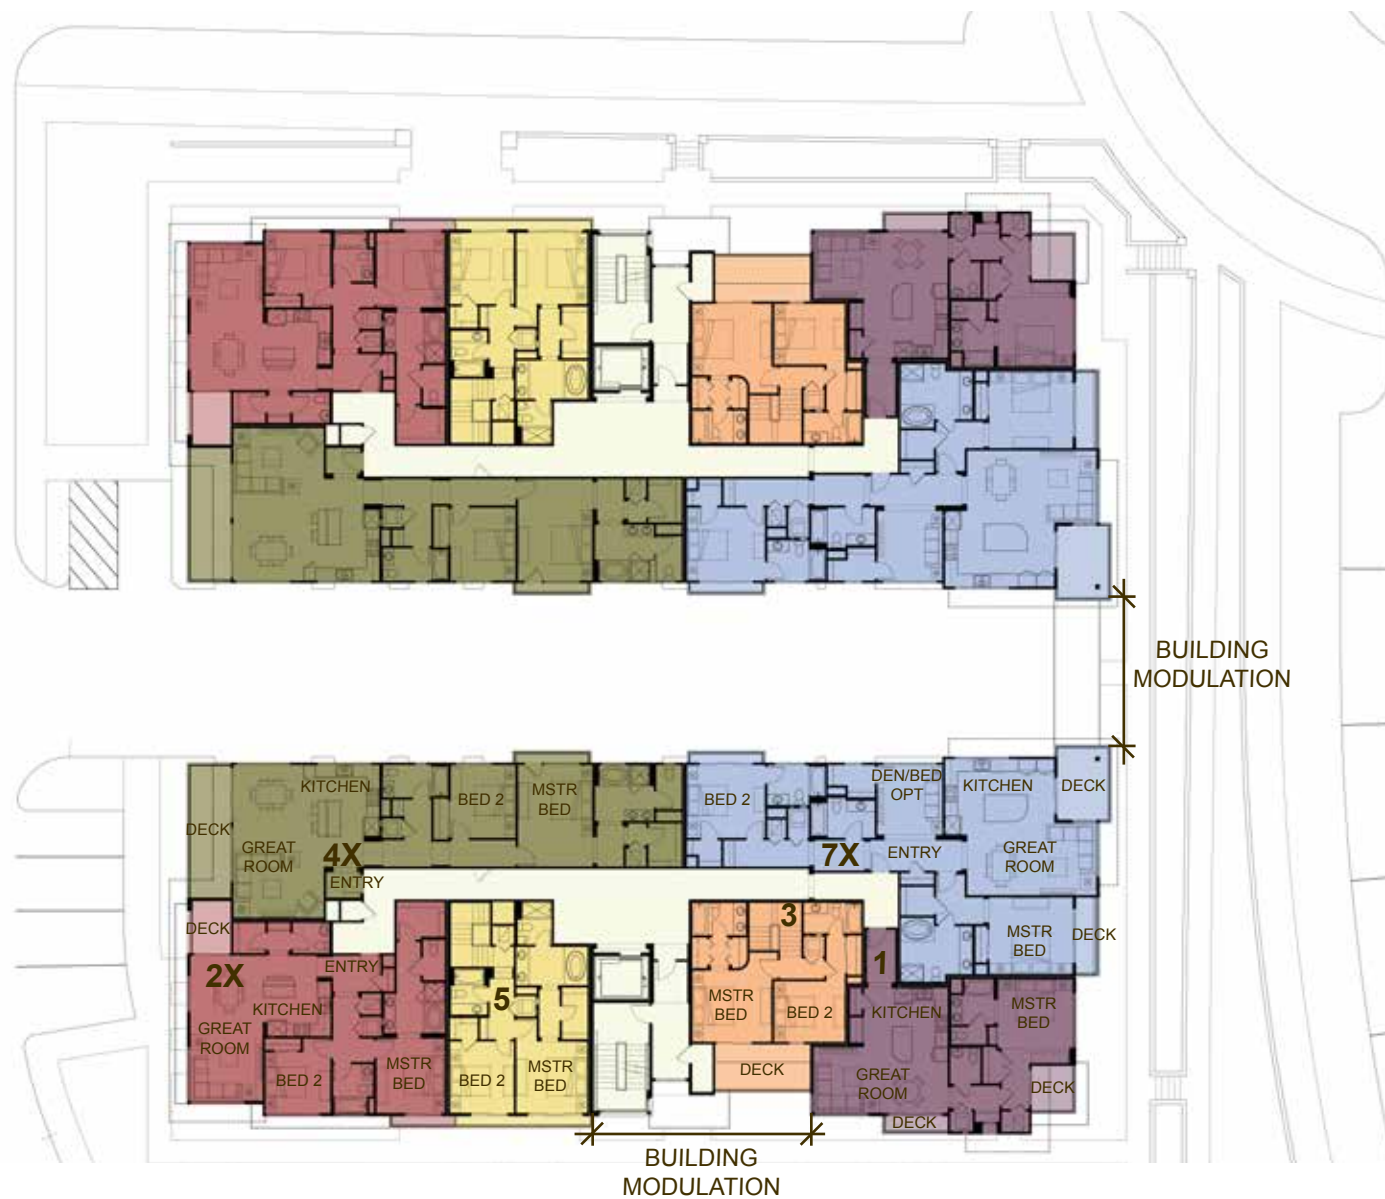 BUILDING
MODULATION
KITCHEN
DECK
GREAT
ROOM
4X
ENTRY
BED 2
MSTR
BED
BED 2
DEN/BED
OPT
KITCHEN
DECK
7X
ENTRY
GREAT
ROOM
DECK
2X
ENTRY
KITCHEN
GREAT
ROOM
BED 2
MSTR
BED
5
BED 2
MSTR
BED
3
MSTR
BED
BED 2
DECK
1
KITCHEN
GREAT
ROOM
DECK
MSTR
BED
DECK
MSTR
BED
DECK
BUILDING
MODULATION